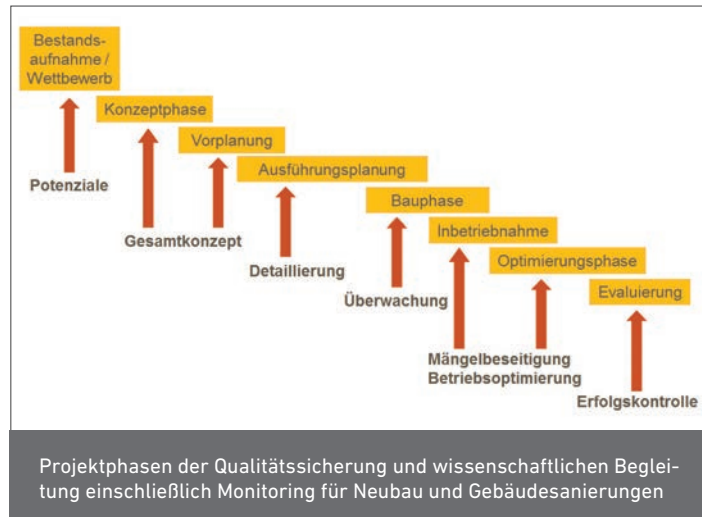 Bestands-
aufnahme /
Wettbewerb
Konzeptphase
Vorplanung
Ausführungsplanung
Potenziale
Bauphase
Inbetriebnahme
Gesamtkonzept
Optimierungsphase
Detaillierung
Evaluierung
Überwachung
Mängelbeseitigung
Betriebsoptimierung
Erfolgskontrolle
Projektphasen der Qualitätssicherung und wissenschaftlichen Beglei-
tung einschließlich Monitoring für Neubau und Gebäudesanierungen